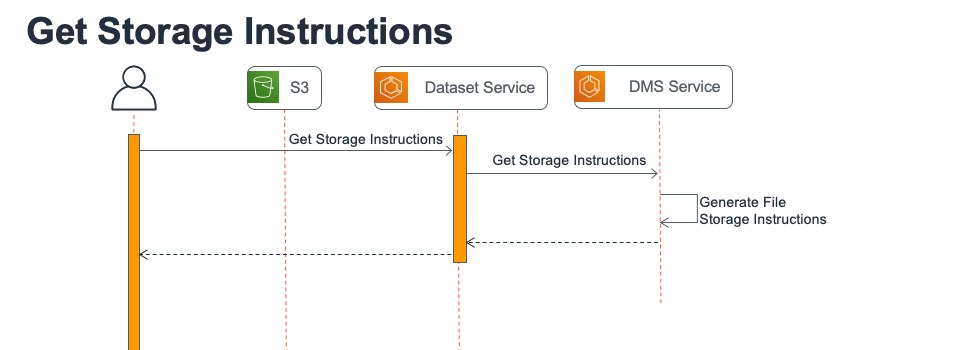 Get Storage Instructions
S3
Dataset Service
DMS Service
Get Storage Instructions
Get Storage Instructions
Generate File
Storage Instructions